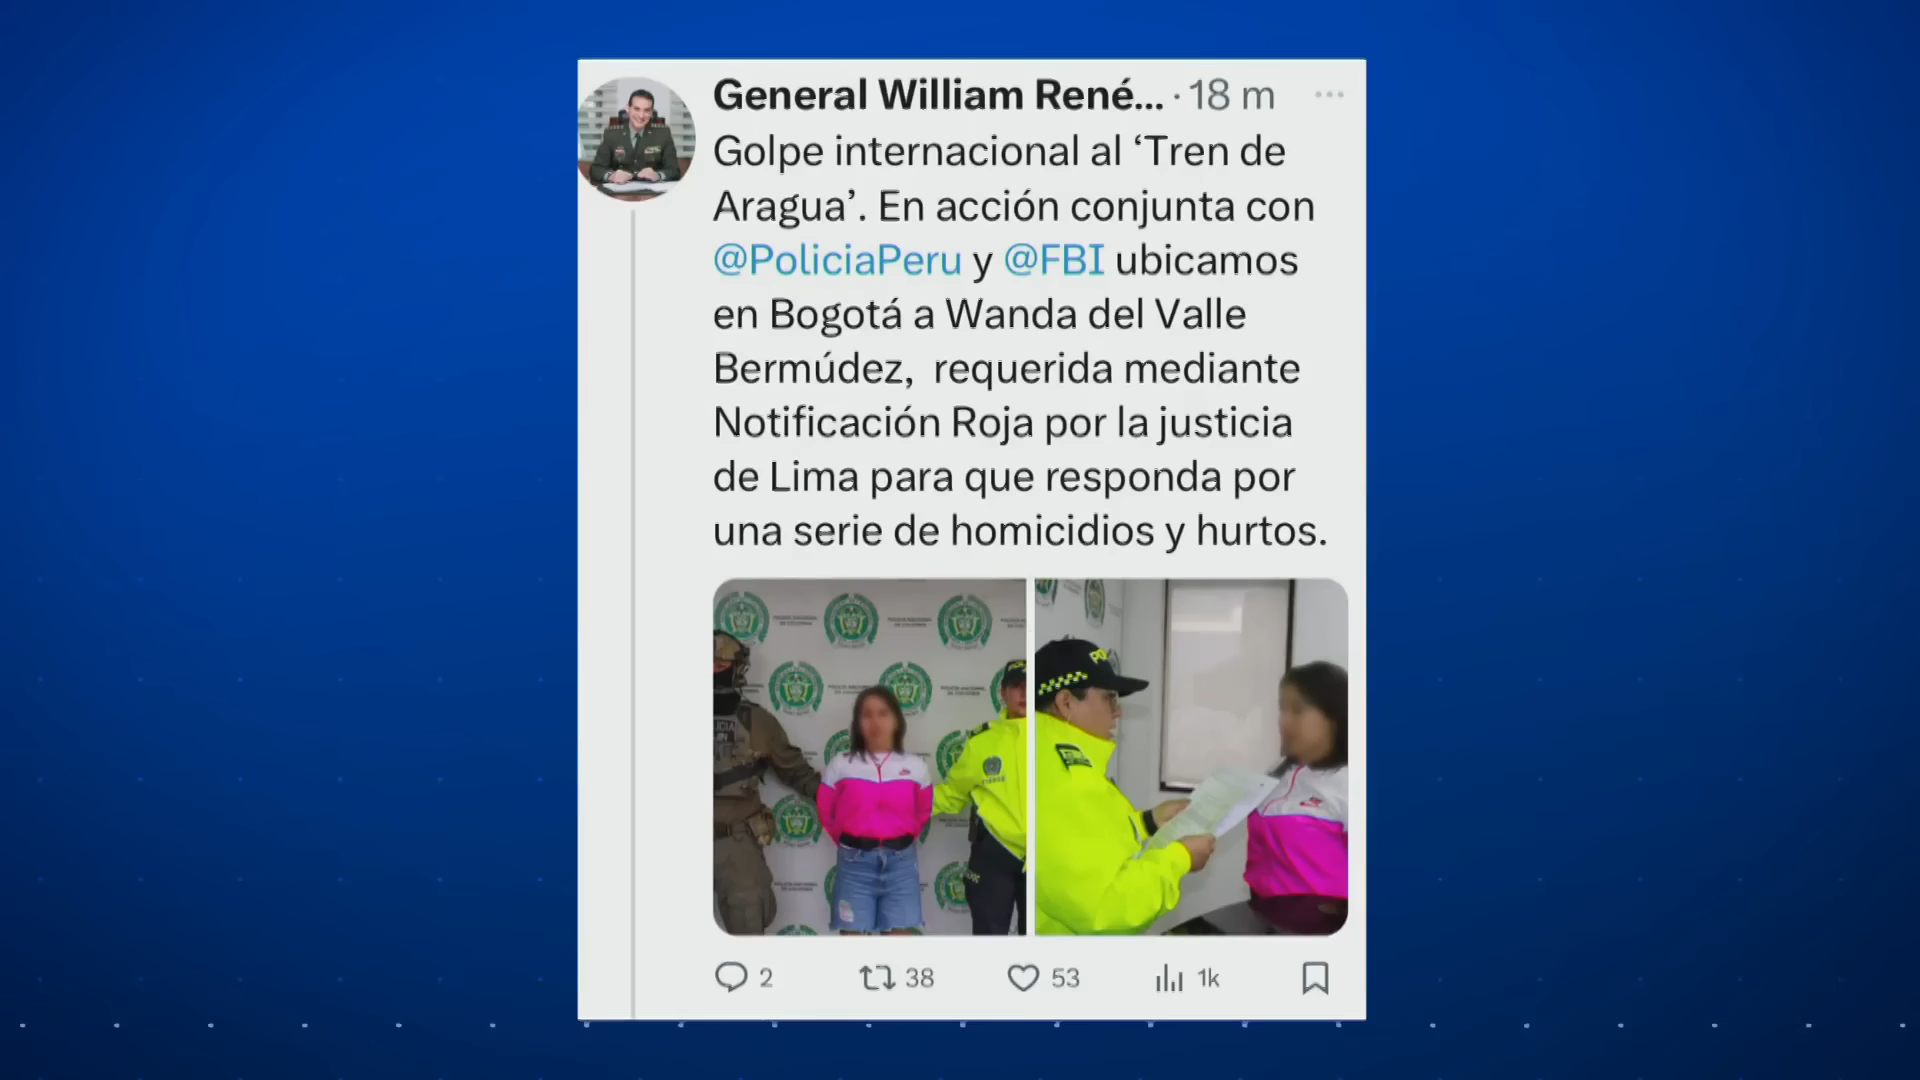 General William René... · 18 m
Golpe internacional al ‘Tren de
Aragua’. En acción conjunta con
@PoliciaPeru y @FBI ubicamos
en Bogotá a Wanda del Valle
Bermúdez, requerida mediante
Notificación Roja por la justicia
de Lima para que responda por
una serie de homicidios y hurtos.
2 38 53 1k